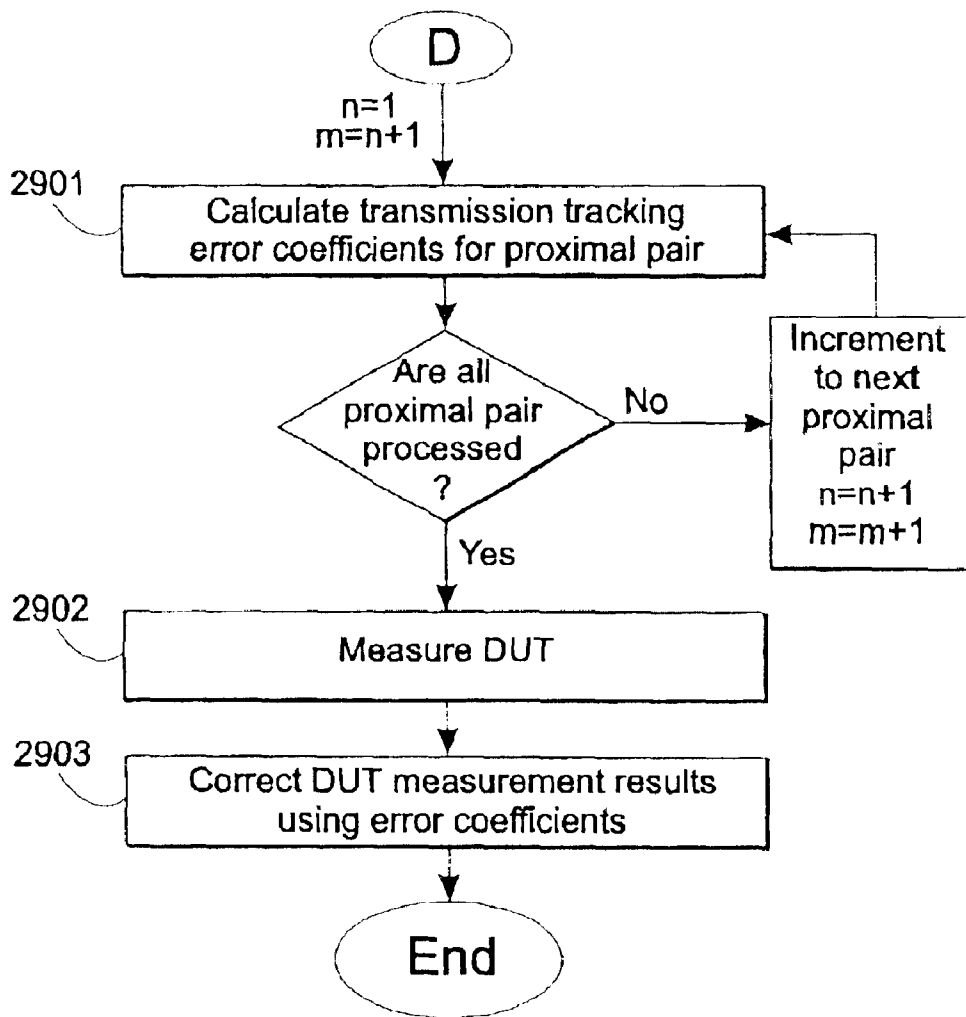 D
n=1
m=n+1
2901
Calculate transmission tracking
error coefficients for proximal pair
Are all
proximal pair
processed
?
No
Increment
to next
proximal
pair
n=n+1
m=m+1
Yes
2902
Measure DUT
2903
Correct DUT measurement results
using error coefficients
End